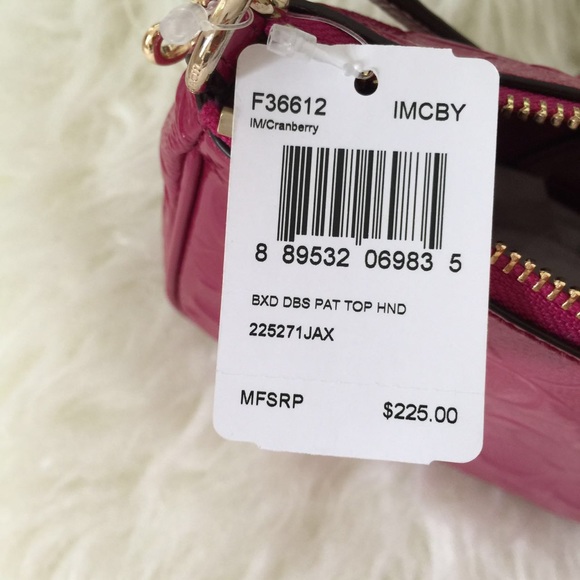 F36612 IMCBY
IM/Cranberry
8 89532 06983 5
BXD DBS PAT TOP HND
225271JAX
MFSRP $225.00